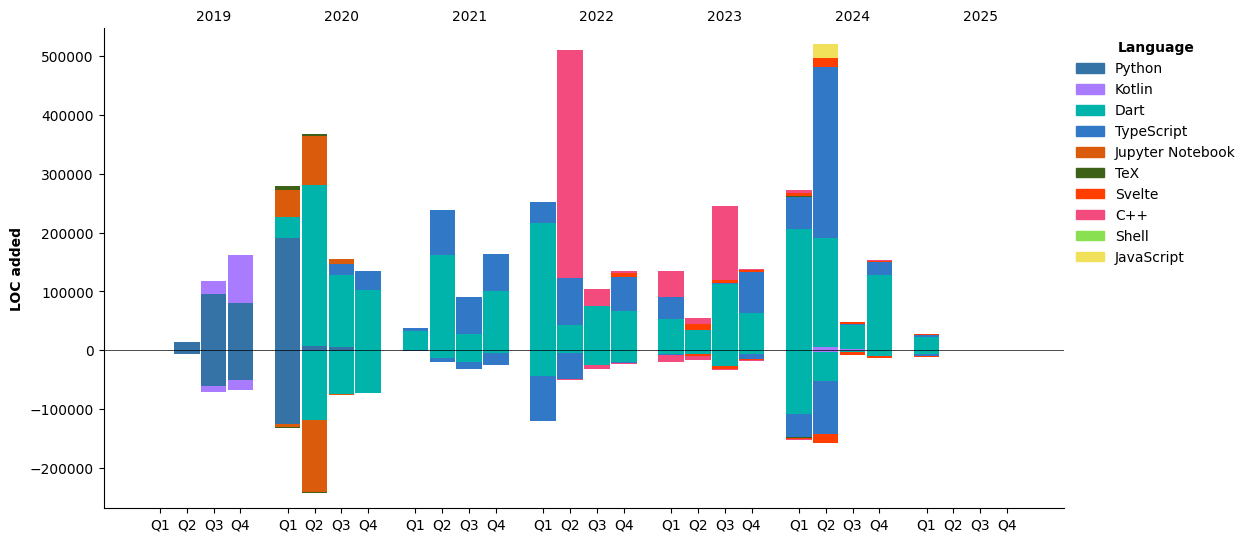 2019 2020 2021 2022 2023 2024 2025
LOC added
500000
400000
300000
200000
100000
0
−100000
−200000
Q1 Q2 Q3 Q4 Q1 Q2 Q3 Q4 Q1 Q2 Q3 Q4 Q1 Q2 Q3 Q4 Q1 Q2 Q3 Q4 Q1 Q2 Q3 Q4 Q1 Q2 Q3 Q4
Language
Python
Kotlin
Dart
TypeScript
Jupyter Notebook
TeX
Svelte
C++
Shell
JavaScript